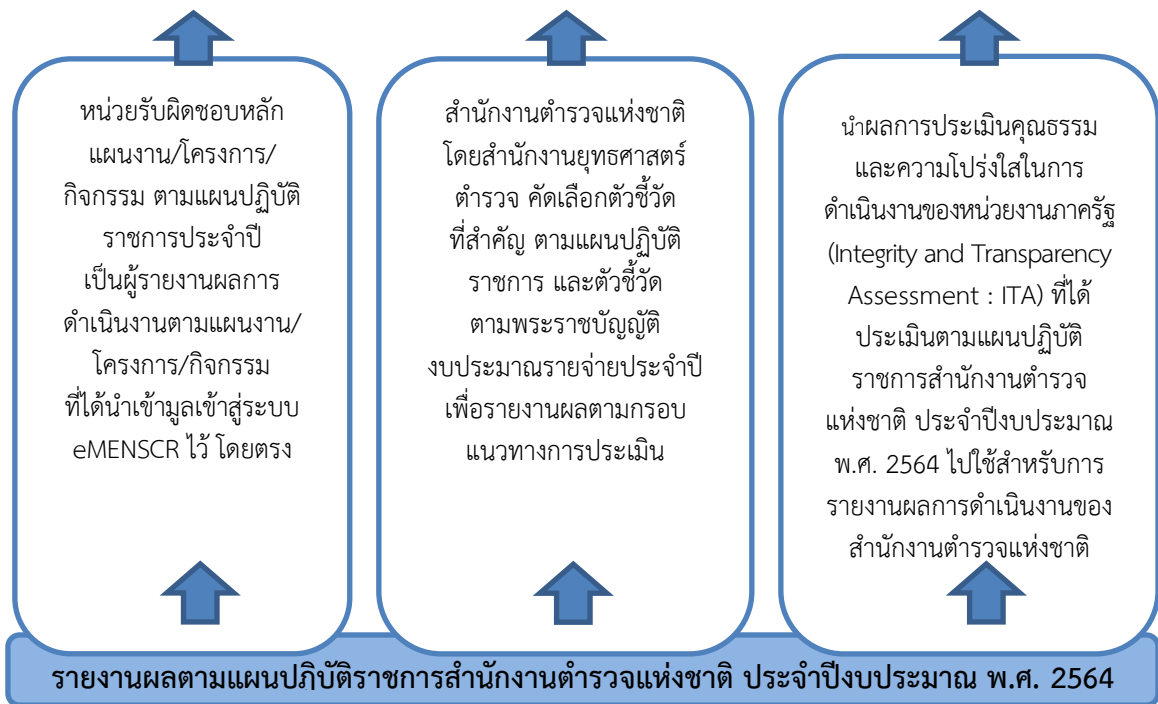 หน่วยรับผิดชอบหลัก
แผนงาน/โครงการ/
กิจกรรม ตามแผนปฏิบัติ
ราชการประจำปี
เป็นผู้รายงานผลการ
ดำเนินงานตามแผนงาน/
โครงการ/กิจกรรม
ที่ได้นำเข้ามูลเข้าสู่ระบบ
eMENSCR ไว้ โดยตรง
สำนักงานตำรวจแห่งชาติ
โดยสำนักงานยุทธศาสตร์
ตำรวจ คัดเลือกตัวชี้วัด
ที่สำคัญ ตามแผนปฏิบัติ
ราชการ และตัวชี้วัด
ตามพระราชบัญญัติ
งบประมาณรายจ่ายประจำปี
เพื่อรายงานผลตามกรอบ
แนวทางการประเมิน
นำผลการประเมินคุณธรรม
และความโปร่งใสในการ
ดำเนินงานของหน่วยงานภาครัฐ
(Integrity and Transparency
Assessment : ITA) ที่ได้
ประเมินตามแผนปฏิบัติ
ราชการสำนักงานตำรวจ
แห่งชาติ ประจำปีงบประมาณ
พ.ศ. 2564 ไปใช้สำหรับการ
รายงานผลการดำเนินงานของ
สำนักงานตำรวจแห่งชาติ
รายงานผลตามแผนปฏิบัติราชการสำนักงานตำรวจแห่งชาติ ประจำปีงบประมาณ พ.ศ. 2564